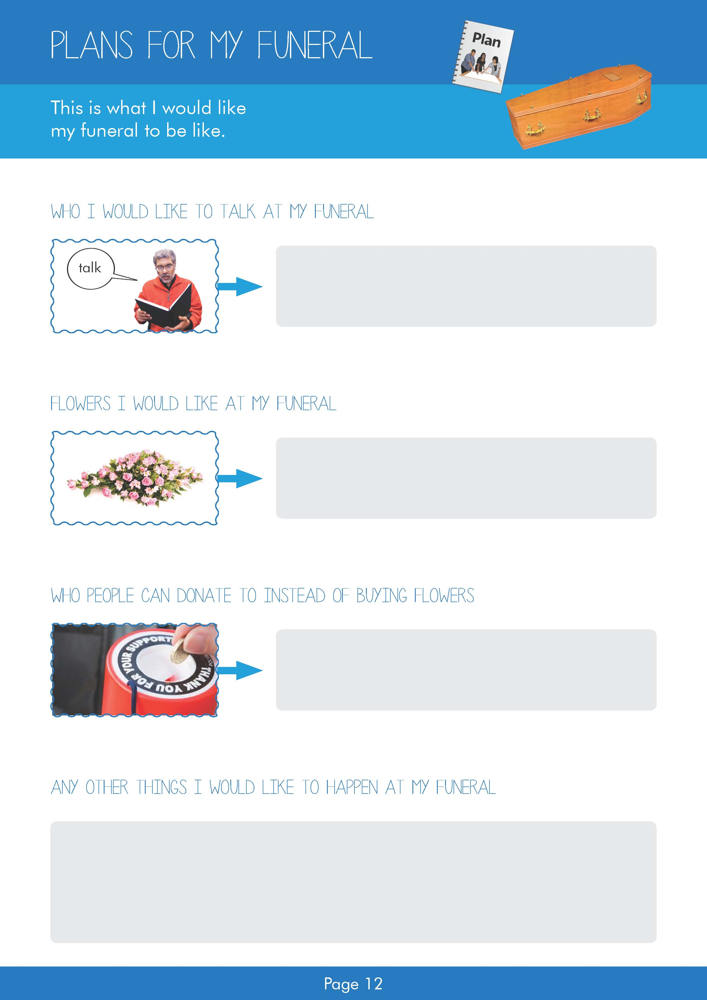 PLANS FOR MY FUNERAL
Plan
This is what I would like
my funeral to be like.
WHO I WOULD LIKE TO TALK AT MY FUNERAL
talk
FLOWERS I WOULD LIKE AT MY FUNERAL
WHO PEOPLE CAN DONATE TO INSTEAD OF BUYING FLOWERS
THANK YOU FOR YOUR SUPPORT
ANY OTHER THINGS I WOULD LIKE TO HAPPEN AT MY FUNERAL
Page 12